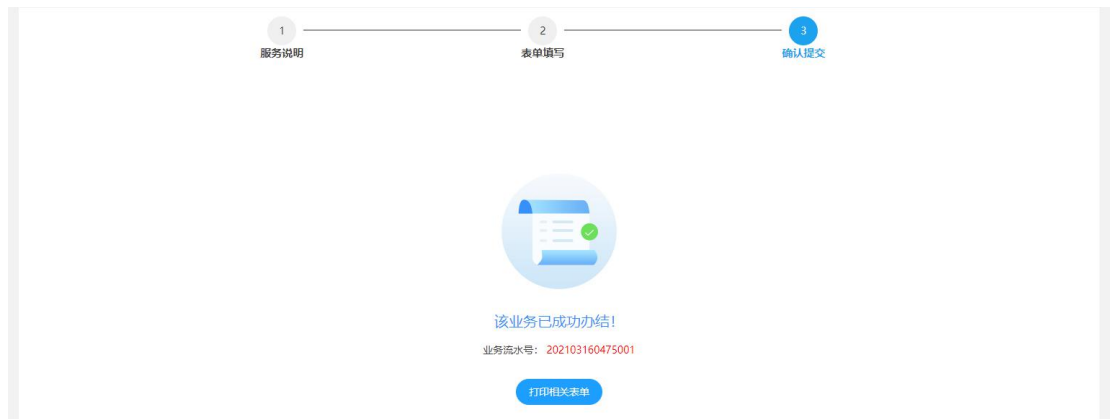 1 2 3
服务说明 表单填写 确认提交
该业务已成功办结！
业务流水号： 202103160475001
打印相关表单